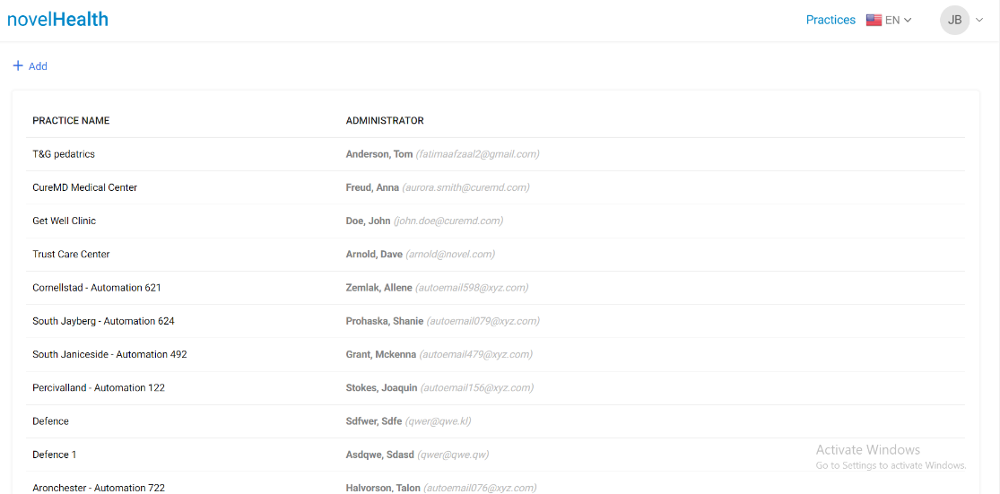 novelHealth Practices EN JB
+ Add
PRACTICE NAME ADMINISTRATOR
T&G pedatrics Anderson, Tom (fatimaafzaal2@gmail.com)
CureMD Medical Center Freud, Anna (aurora.smith@curemd.com)
Get Well Clinic Doe, John (john.doe@curemd.com)
Trust Care Center Arnold, Dave (arnold@novel.com)
Cornellstad - Automation 621 Zemlak, Allene (autoemail598@xyz.com)
South Jayberg - Automation 624 Prohaska, Shanie (autoemail079@xyz.com)
South Janiceside - Automation 492 Grant, Mckenna (autoemail479@xyz.com)
Percivalland - Automation 122 Stokes, Joaquin (autoemail156@xyz.com)
Defence Sdfwer, Sdfe (qwer@qwe.kl)
Defence 1 Asdqwe, Sdasd (qwer@qwe.qw)
Activate Windows
Go to Settings to activate Windows.
Aronchester - Automation 722 Halvorson, Talon (autoemail076@xyz.com)